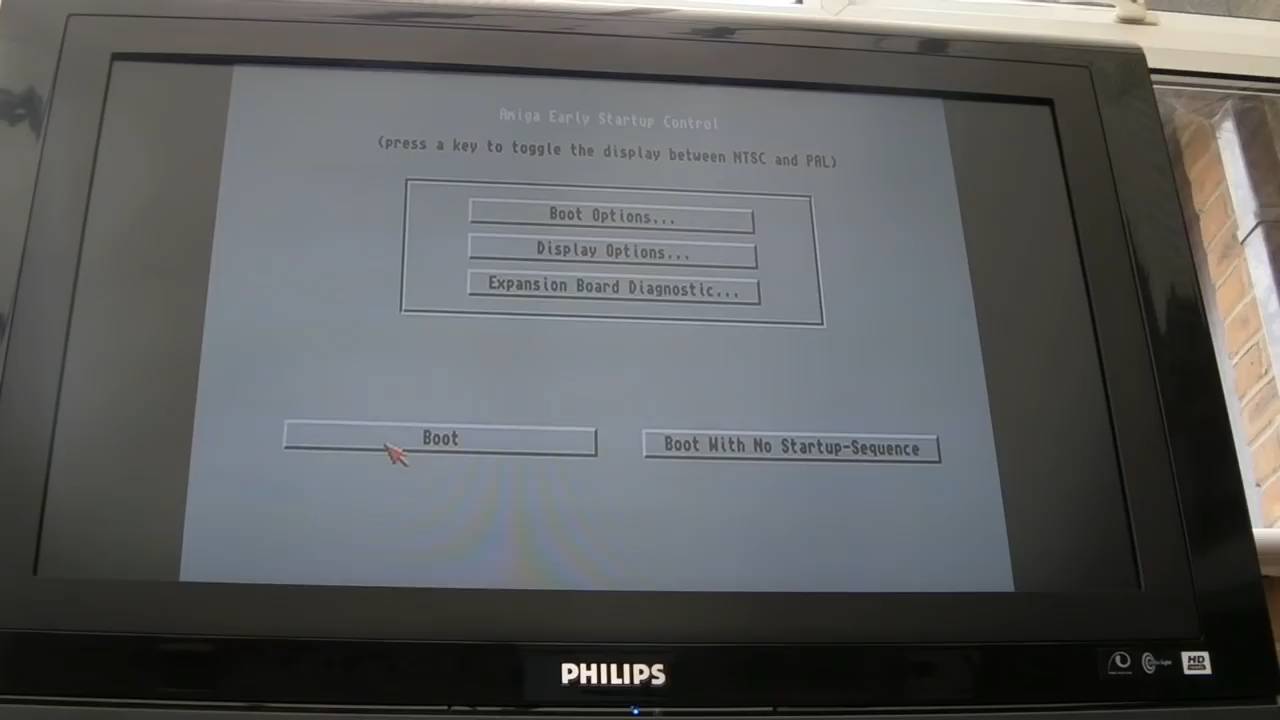 Amiga Early Startup Control
(press a key to toggle the display between NTSC and PAL)
Boot Options...
Display Options...
Expansion Board Diagnostic...
Boot
Boot With No Startup-Sequence
PHILIPS
HD